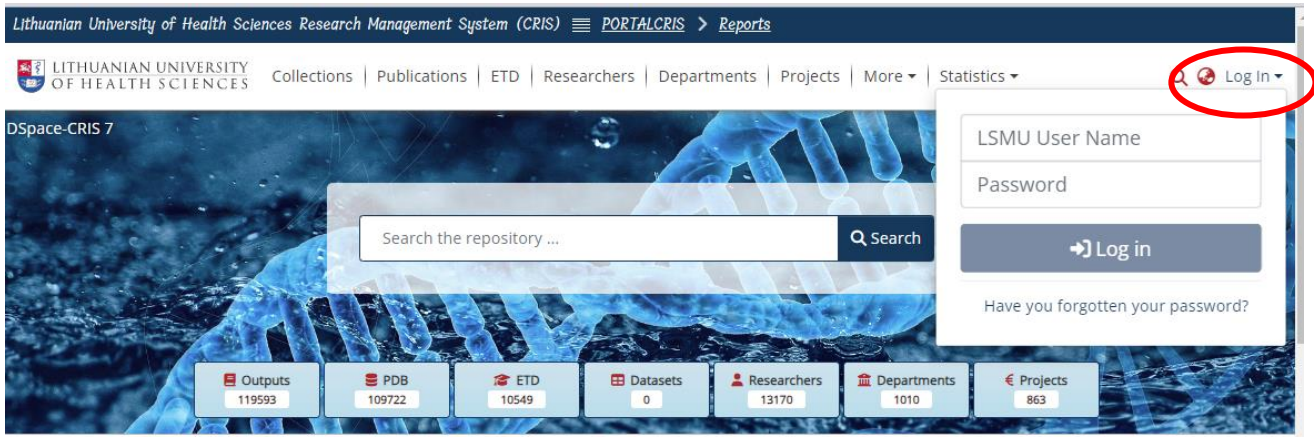 Lithuanian University of Health Sciences Research Management System (CRIS) PORTALCRIS > Reports
LITHUANIAN UNIVERSITY
OF HEALTH SCIENCES
Collections | Publications | ETD | Researchers | Departments | Projects | More | Statistics
Log In
DSpace-CRIS 7
LSMU User Name
Password
Log in
Have you forgotten your password?
Search the repository ...
Search
Outputs
119593
PDB
109722
ETD
10549
Datasets
0
Researchers
13170
Departments
1010
€ Projects
863